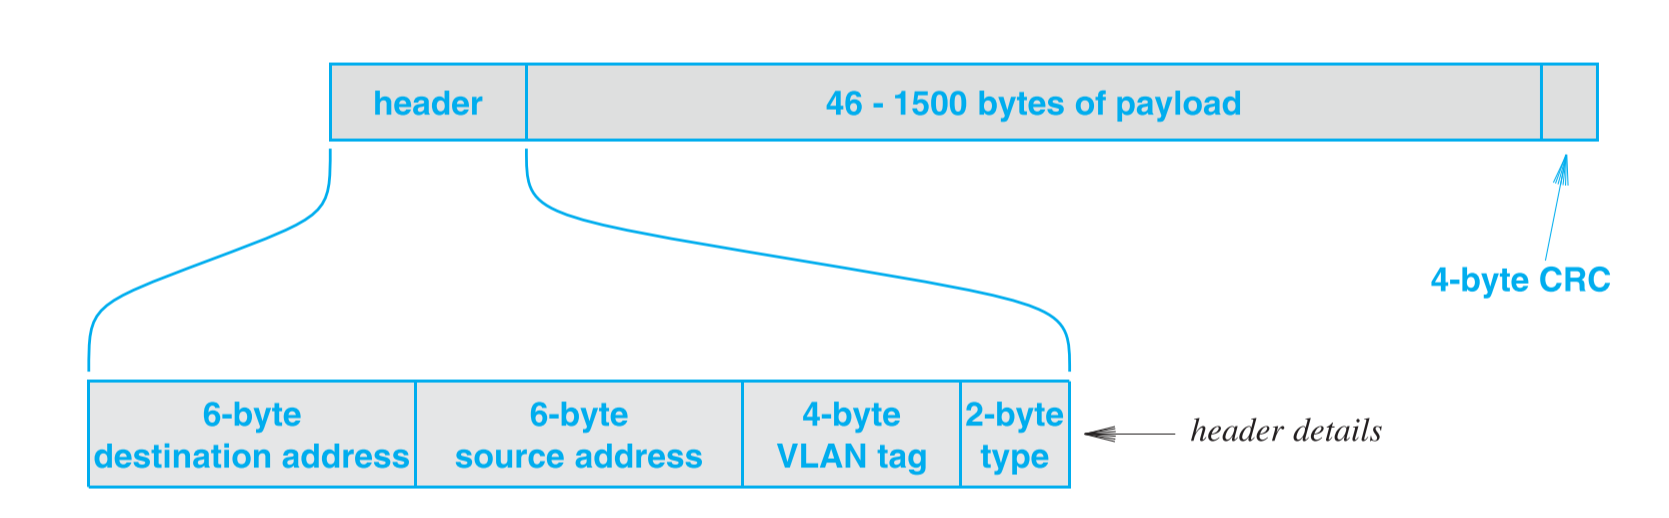 header
46 - 1500 bytes of payload
4-byte CRC
6-byte
destination address
6-byte
source address
4-byte
VLAN tag
2-byte
type
header details